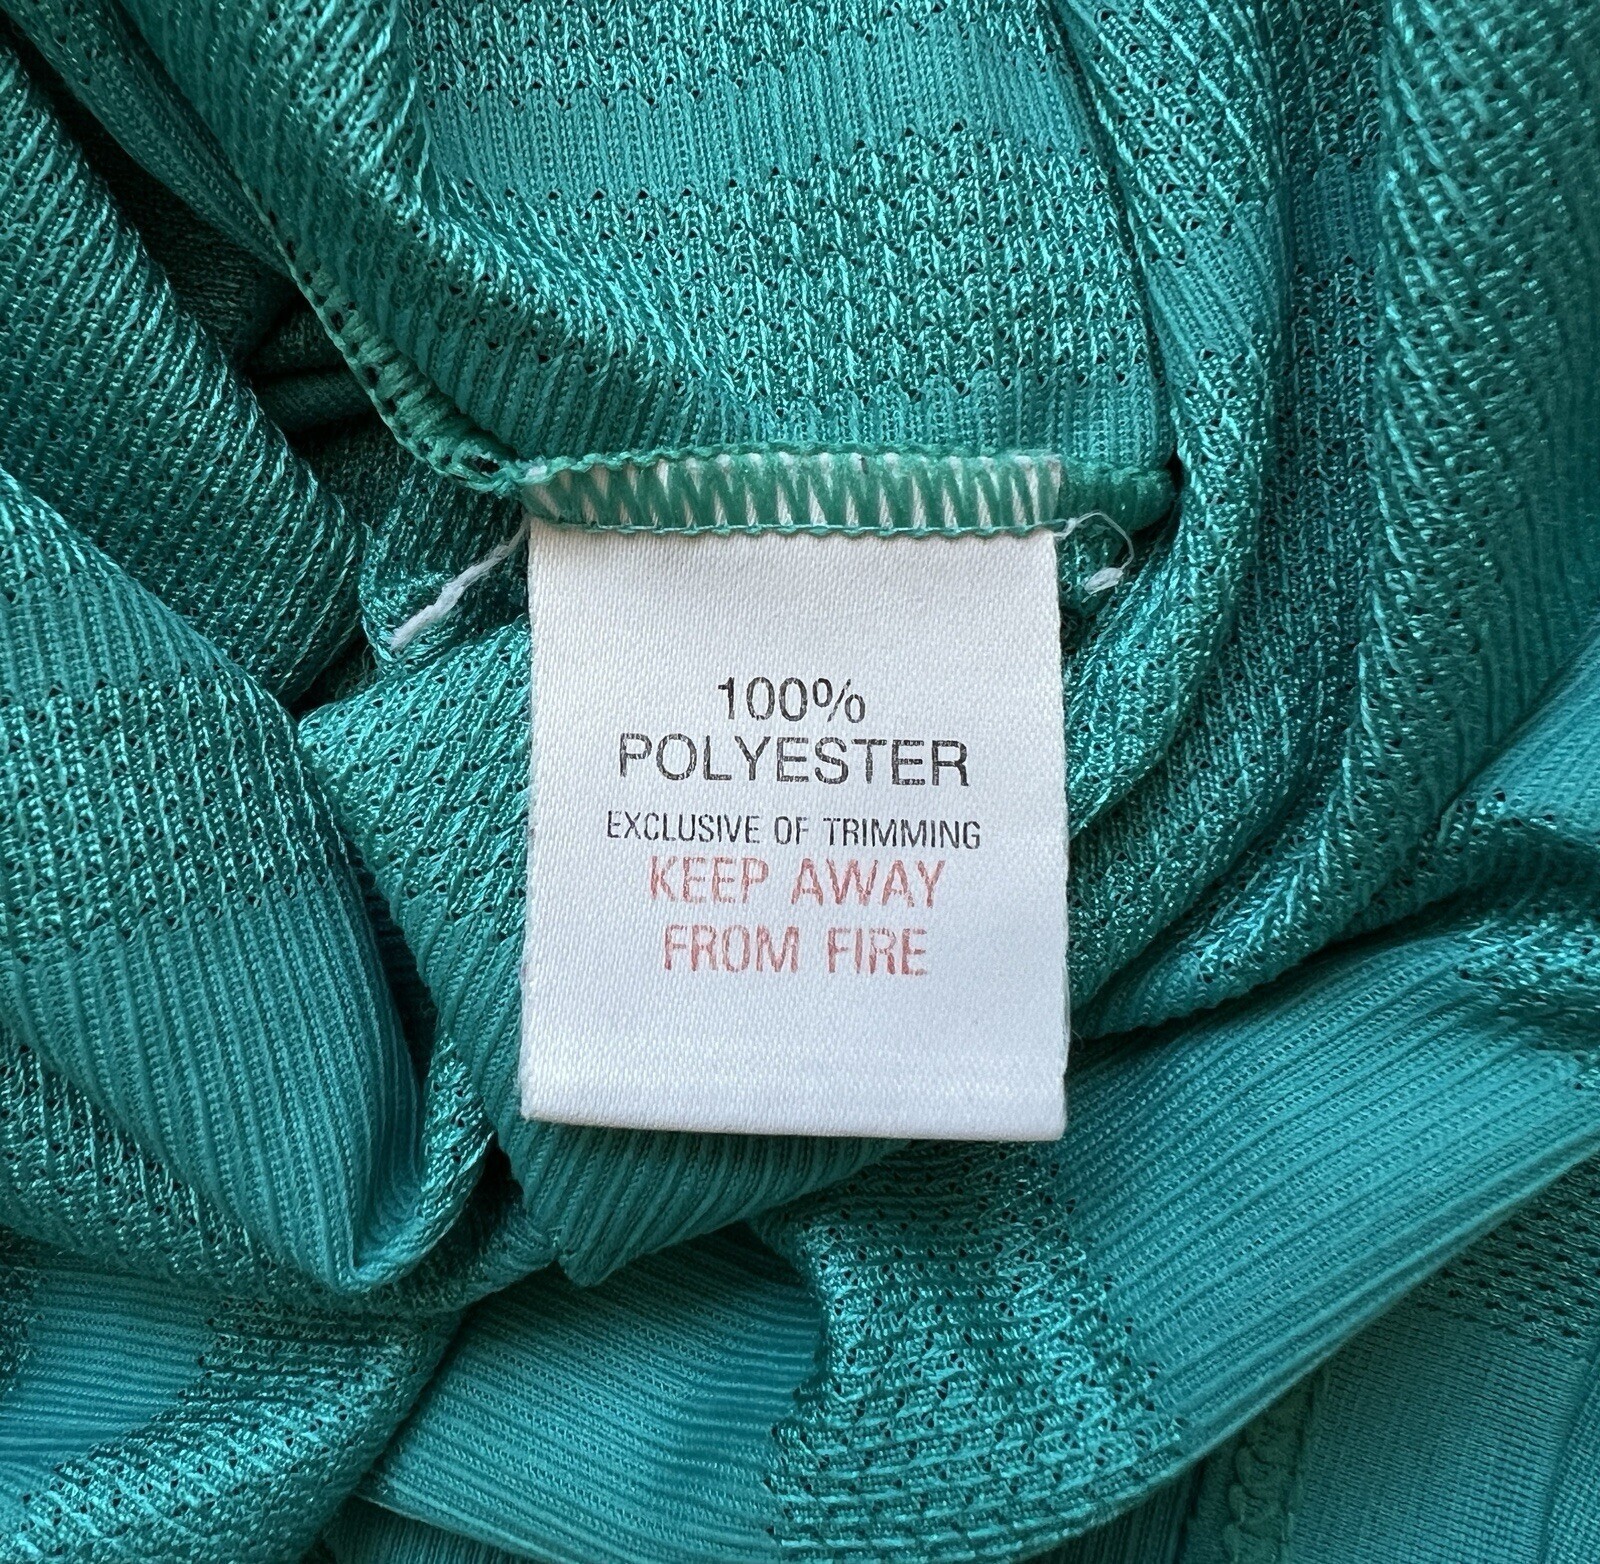 100%
POLYESTER
EXCLUSIVE OF TRIMMING
KEEP AWAY
FROM FIRE